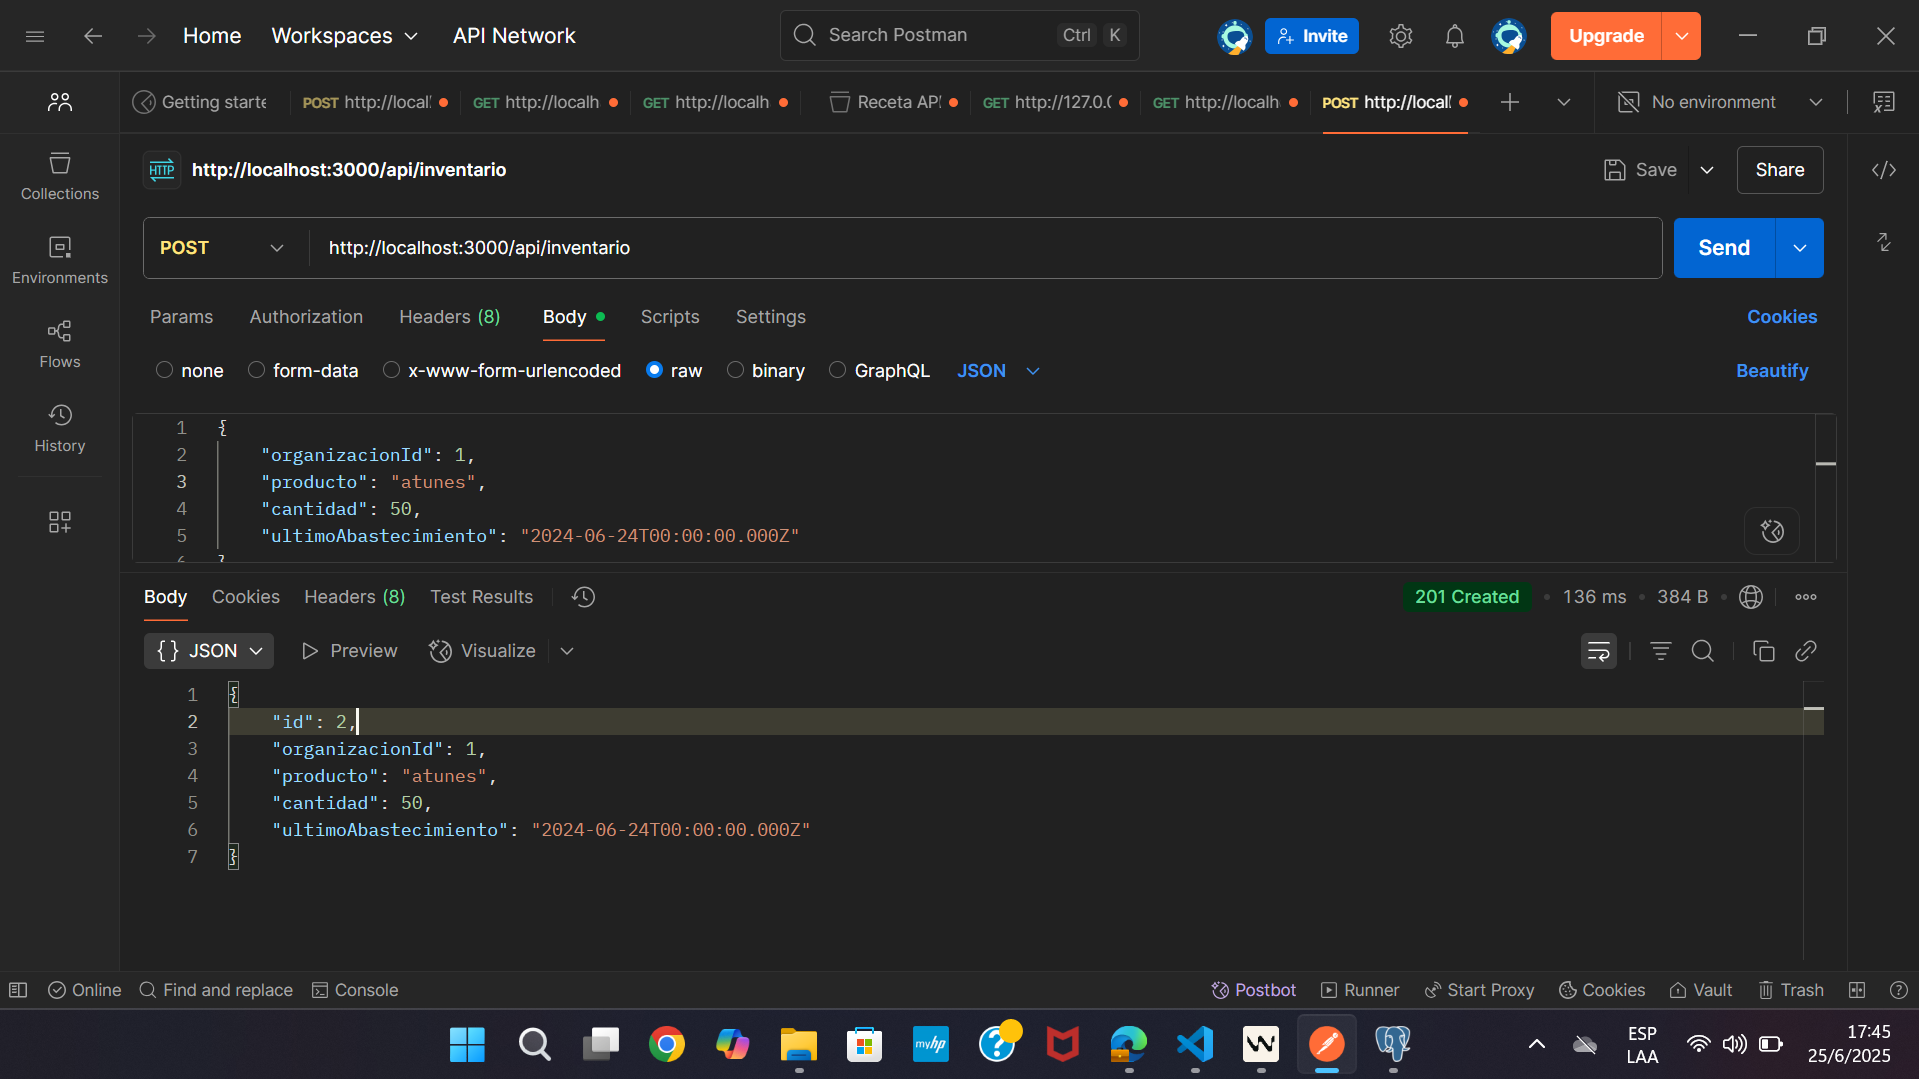 Home Workspaces API Network Search Postman Ctrl K Invite Upgrade
Getting starte POST http://local GET http://localh GET http://localh Receta API GET http://127.0.0 GET http://localh POST http://local No environment
HTTP http://localhost:3000/api/inventario Save Share
Collections
POST http://localhost:3000/api/inventario Send
Environments
Params Authorization Headers (8) Body Scripts Settings Cookies
Flows
none form-data x-www-form-urlencoded raw binary GraphQL JSON Beautify
History
1 {
2 "organizacionId": 1,
3 "producto": "atunes",
4 "cantidad": 50,
5 "ultimoAbastecimiento": "2024-06-24T00:00:00.000Z"
6 }
Body Cookies Headers (8) Test Results 201 Created • 136 ms • 384 B •
{} JSON Preview Visualize
1 {
2 "id": 2,
3 "organizacionId": 1,
4 "producto": "atunes",
5 "cantidad": 50,
6 "ultimoAbastecimiento": "2024-06-24T00:00:00.000Z"
7 }
Online Find and replace Console Postbot Runner Start Proxy Cookies Vault Trash
myhp
ESP
LAA
17:45
25/6/2025